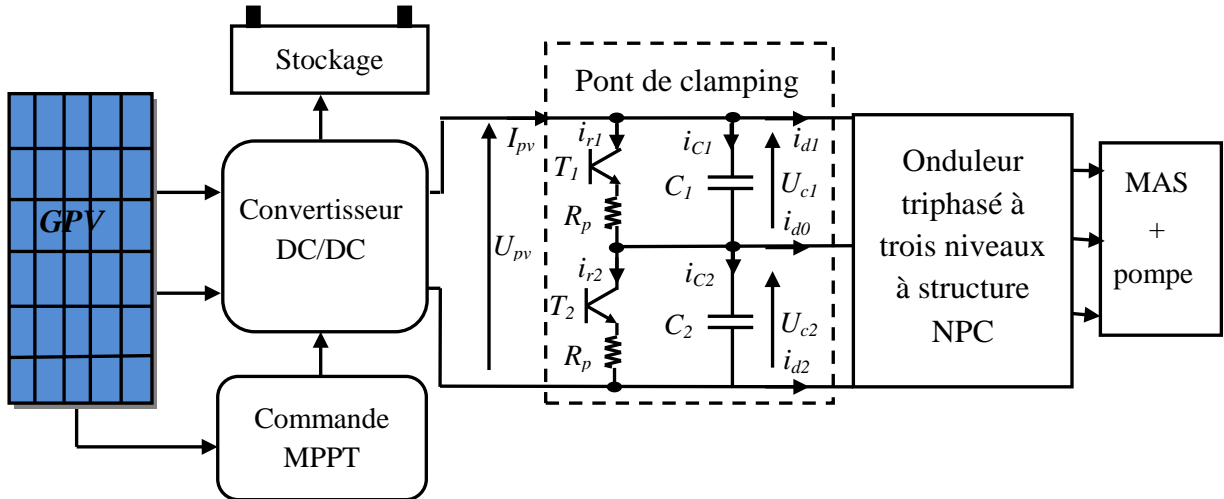 Stockage
Pont de clamping
GPV
Convertisseur
DC/DC
Commande
MPPT
I_pv
U_pv
i_r1
T_1
R_p
i_r2
T_2
R_p
i_C1
C_1
i_C2
C_2
i_d1
U_c1
i_d0
U_c2
i_d2
Onduleur
triphasé à
trois niveaux
à structure
NPC
MAS
+
pompe